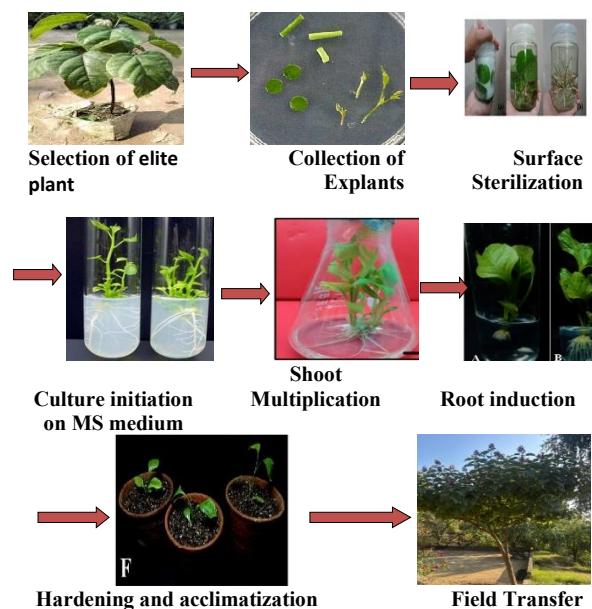 Selection of elite
plant
Collection of
Explants
Surface
Sterilization
Culture initiation
on MS medium
Shoot
Multiplication
Root induction
A
B
F
Hardening and acclimatization
Field Transfer